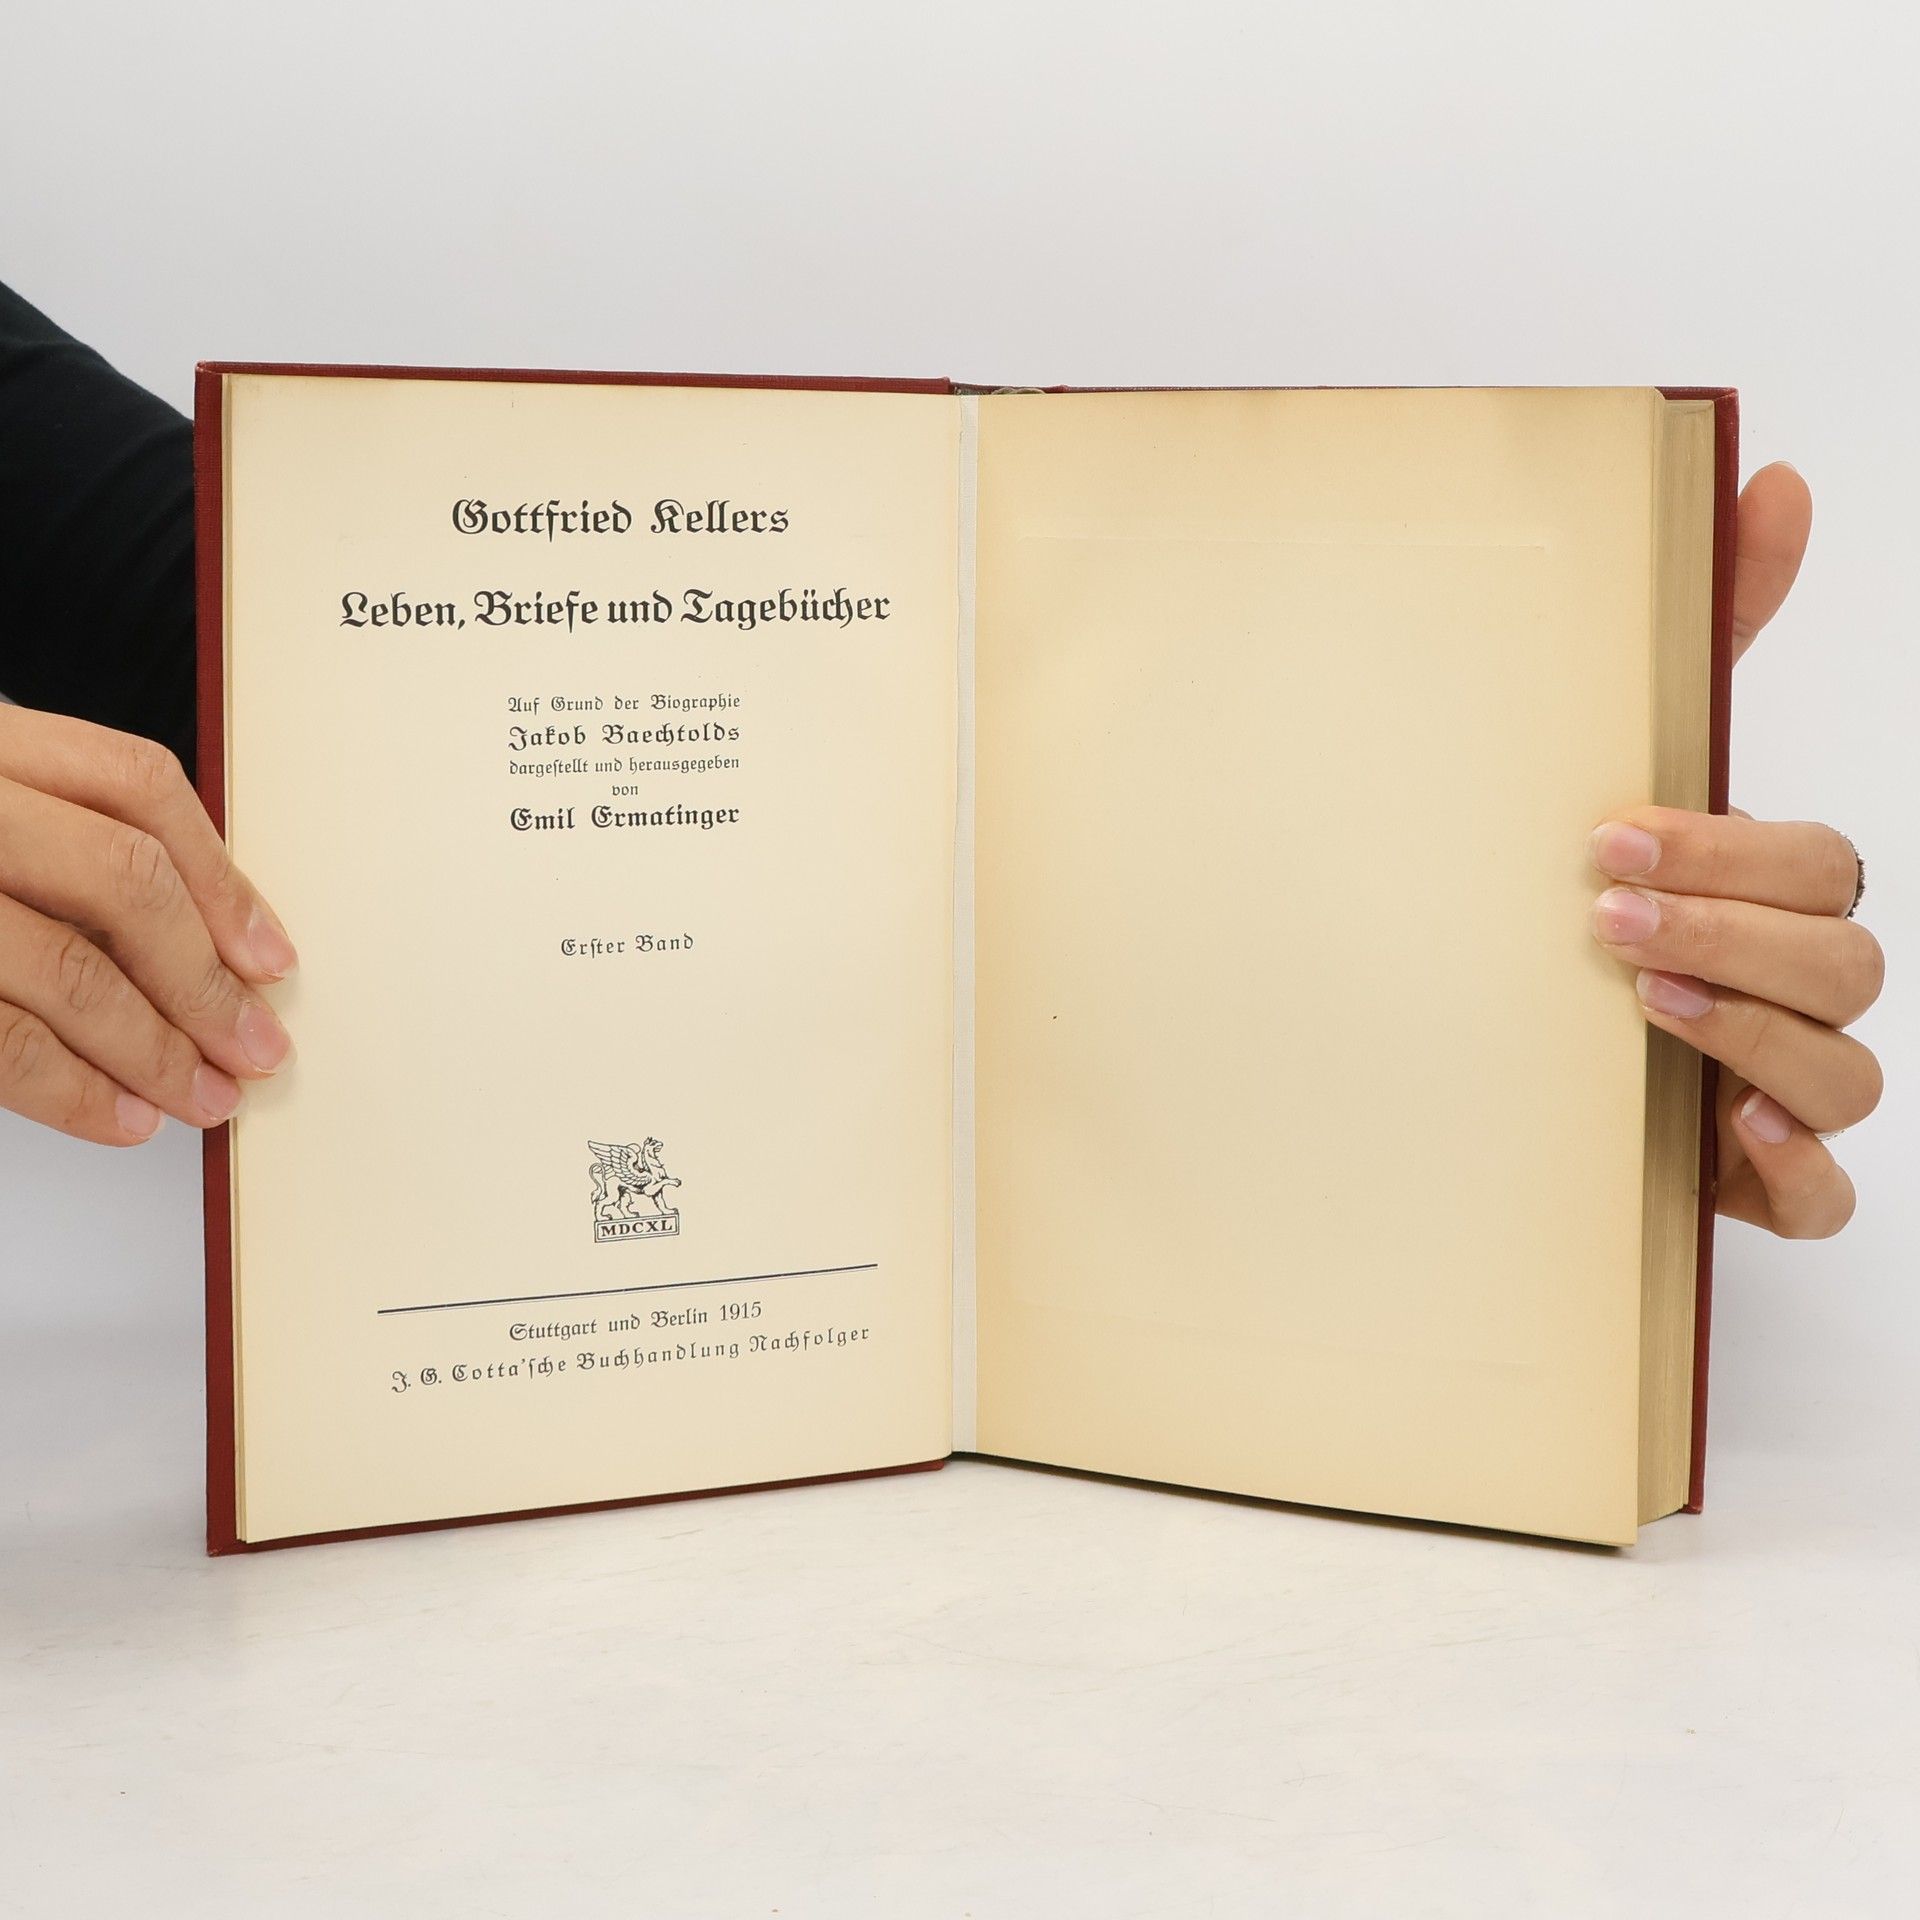 Gottfried Kellers
Leben, Briefe und Tagebücher
Auf Grund der Biographie
Jakob Baechtolds
dargeſtellt und herausgegeben
von
Emil Ermatinger
Erſter Band
MDCXL
Stuttgart und Berlin 1915
J. G. Cotta'ſche Buchhandlung Nachfolger